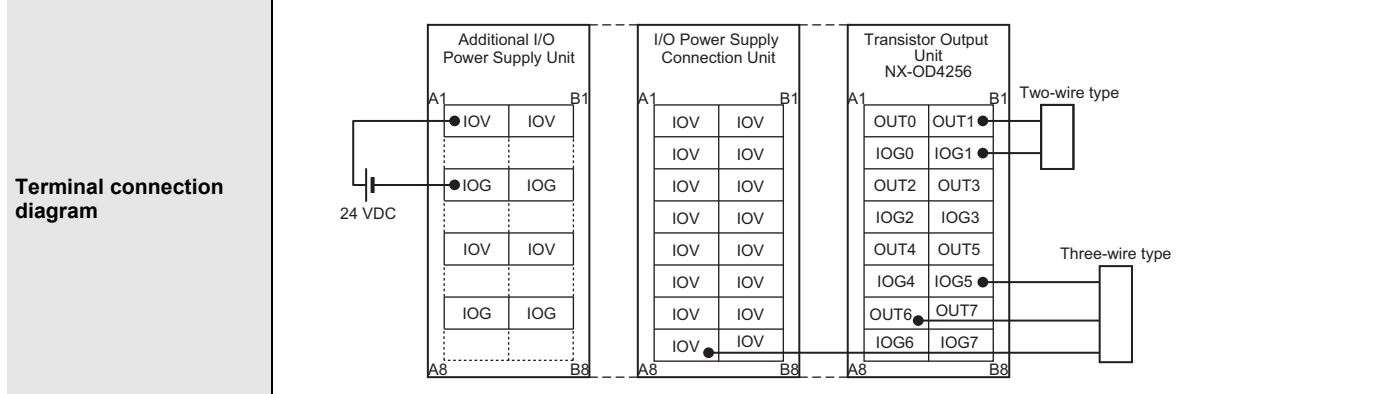 Terminal connection
diagram
24 VDC
Additional I/O
Power Supply Unit
A1 B1
IOV IOV
IOG IOG
IOV IOV
IOG IOG
A8 B8
I/O Power Supply
Connection Unit
A1 B1
IOV IOV
IOV IOV
IOV IOV
IOV IOV
IOV IOV
IOV IOV
IOV IOV
IOV IOV
A8 B8
Transistor Output
Unit
NX-OD4256
A1 B1
OUT0 OUT1
IOG0 IOG1
OUT2 OUT3
IOG2 IOG3
OUT4 OUT5
IOG4 IOG5
OUT6 OUT7
IOG6 IOG7
A8 B8
Two-wire type
Three-wire type